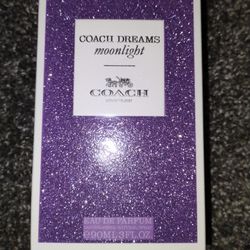 COACH DREAMS
moonlight
COACH
EAU DE PARFUM
℮90ML 3FL.OZ